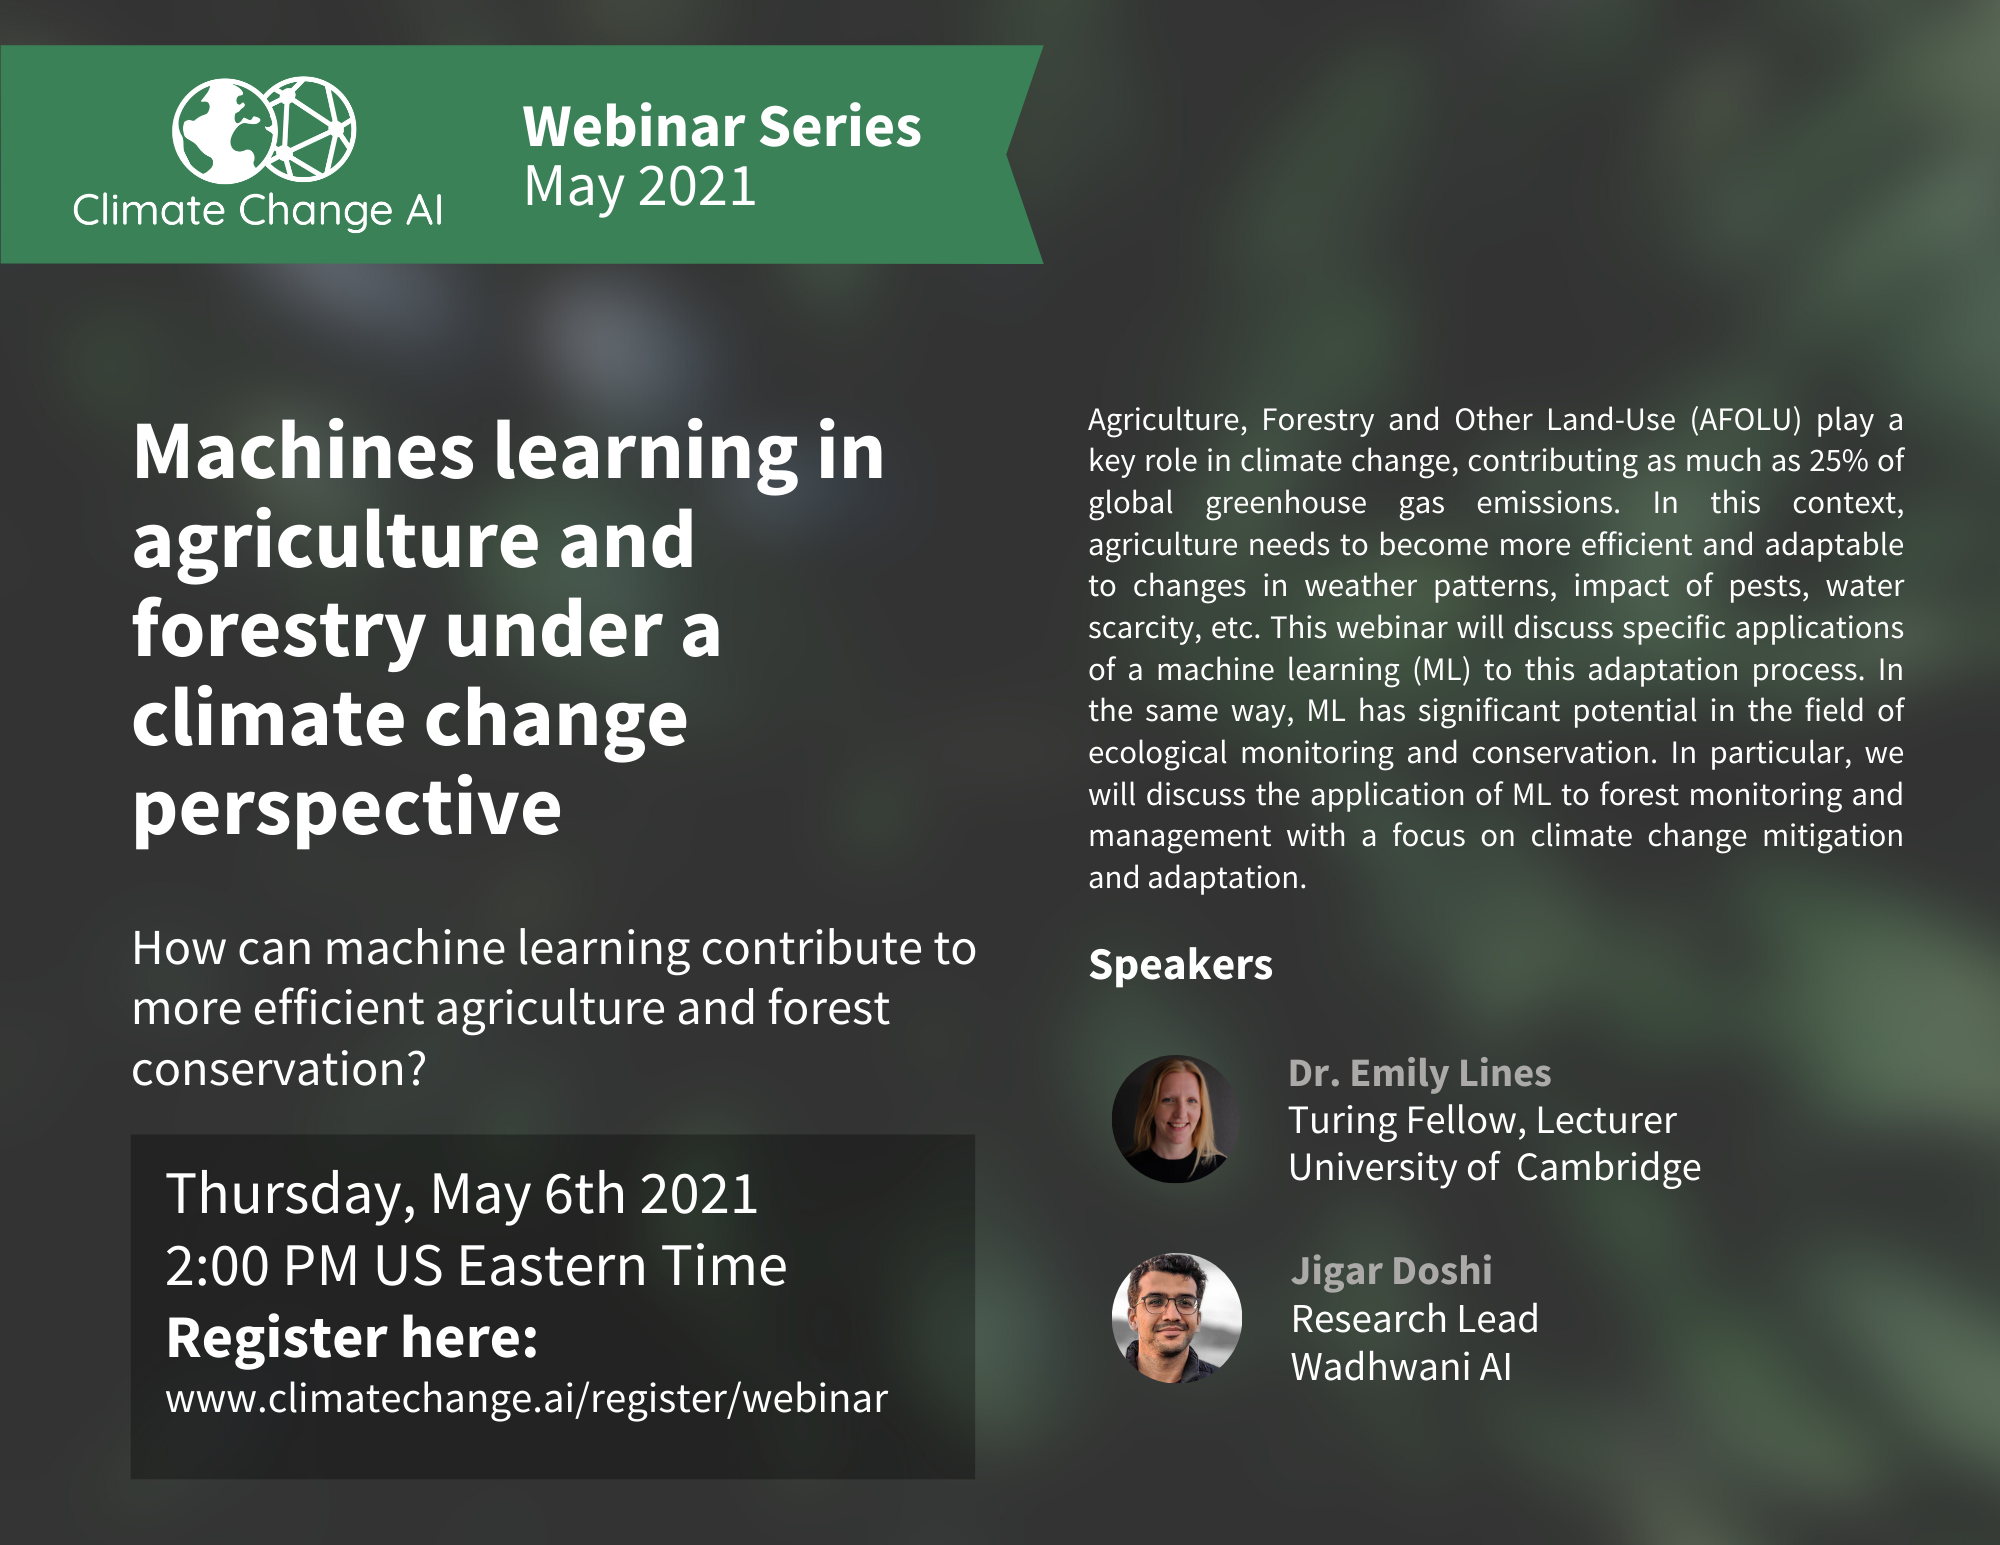 Climate Change AI
Webinar Series
May 2021
Machines learning in
agriculture and
forestry under a
climate change
perspective
How can machine learning contribute to
more efficient agriculture and forest
conservation?
Thursday, May 6th 2021
2:00 PM US Eastern Time
Register here:
www.climatechange.ai/register/webinar
Agriculture, Forestry and Other Land-Use (AFOLU) play a
key role in climate change, contributing as much as 25% of
global greenhouse gas emissions. In this context,
agriculture needs to become more efficient and adaptable
to changes in weather patterns, impact of pests, water
scarcity, etc. This webinar will discuss specific applications
of a machine learning (ML) to this adaptation process. In
the same way, ML has significant potential in the field of
ecological monitoring and conservation. In particular, we
will discuss the application of ML to forest monitoring and
management with a focus on climate change mitigation
and adaptation.
Speakers
Dr. Emily Lines
Turing Fellow, Lecturer
University of Cambridge
Jigar Doshi
Research Lead
Wadhwani AI